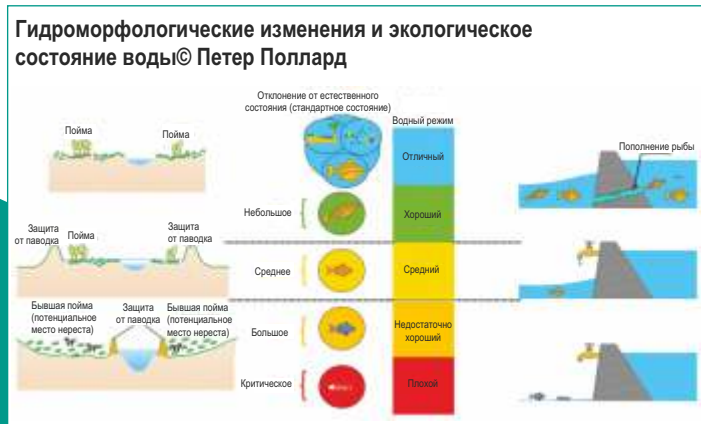 Гидроморфологические изменения и экологическое
состояние воды© Петер Поллард
Отклонение от естественного
состояния (стандартное состояние)
Водный режим
Пойма
Пойма
Отличный
Пополнение рыбы
Небольшое
Хороший
Защита
от паводка
Пойма
Защита
от паводка
Среднее
Средний
Бывшая пойма
(потенциальное
место нереста)
Защита
от паводка
Бывшая пойма
(потенциальное
место нереста)
Большое
Недостаточно
хороший
Критическое
Плохой